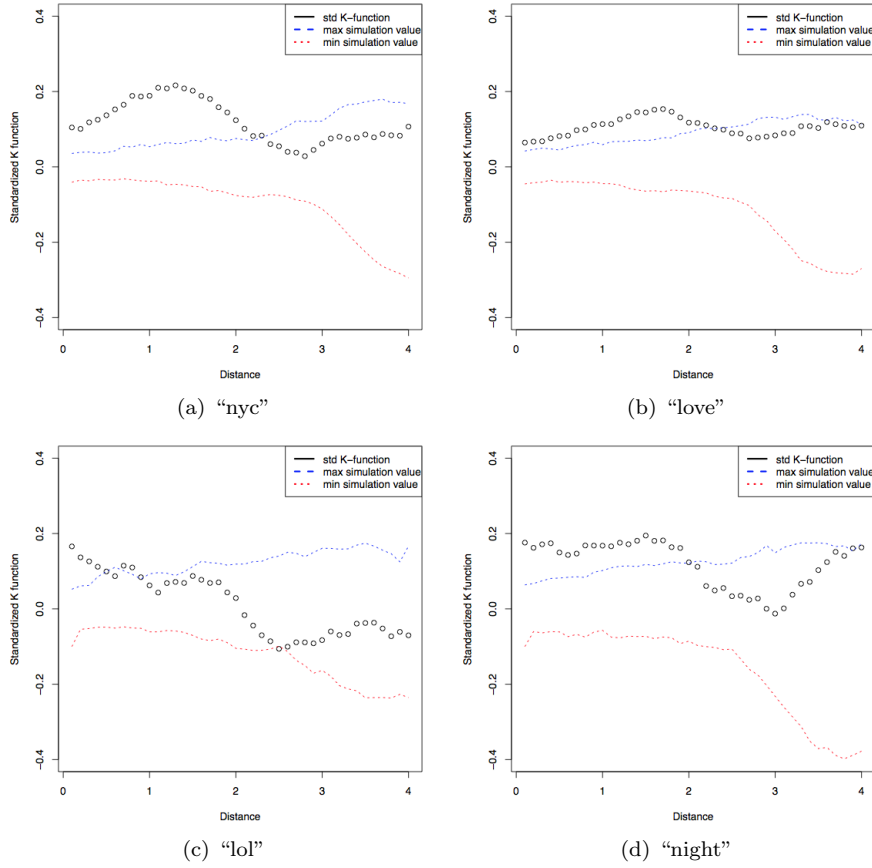 std K−function
max simulation value
min simulation value
Standardized K function
0.4
0.2
0.0
−0.2
−0.4
0 1 2 3 4
Distance
(a) “nyc”
std K−function
max simulation value
min simulation value
Standardized K function
0.4
0.2
0.0
−0.2
−0.4
0 1 2 3 4
Distance
(b) “love”
std K−function
max simulation value
min simulation value
Standardized K function
0.4
0.2
0.0
−0.2
−0.4
0 1 2 3 4
Distance
(c) “lol”
std K−function
max simulation value
min simulation value
Standardized K function
0.4
0.2
0.0
−0.2
−0.4
0 1 2 3 4
Distance
(d) “night”